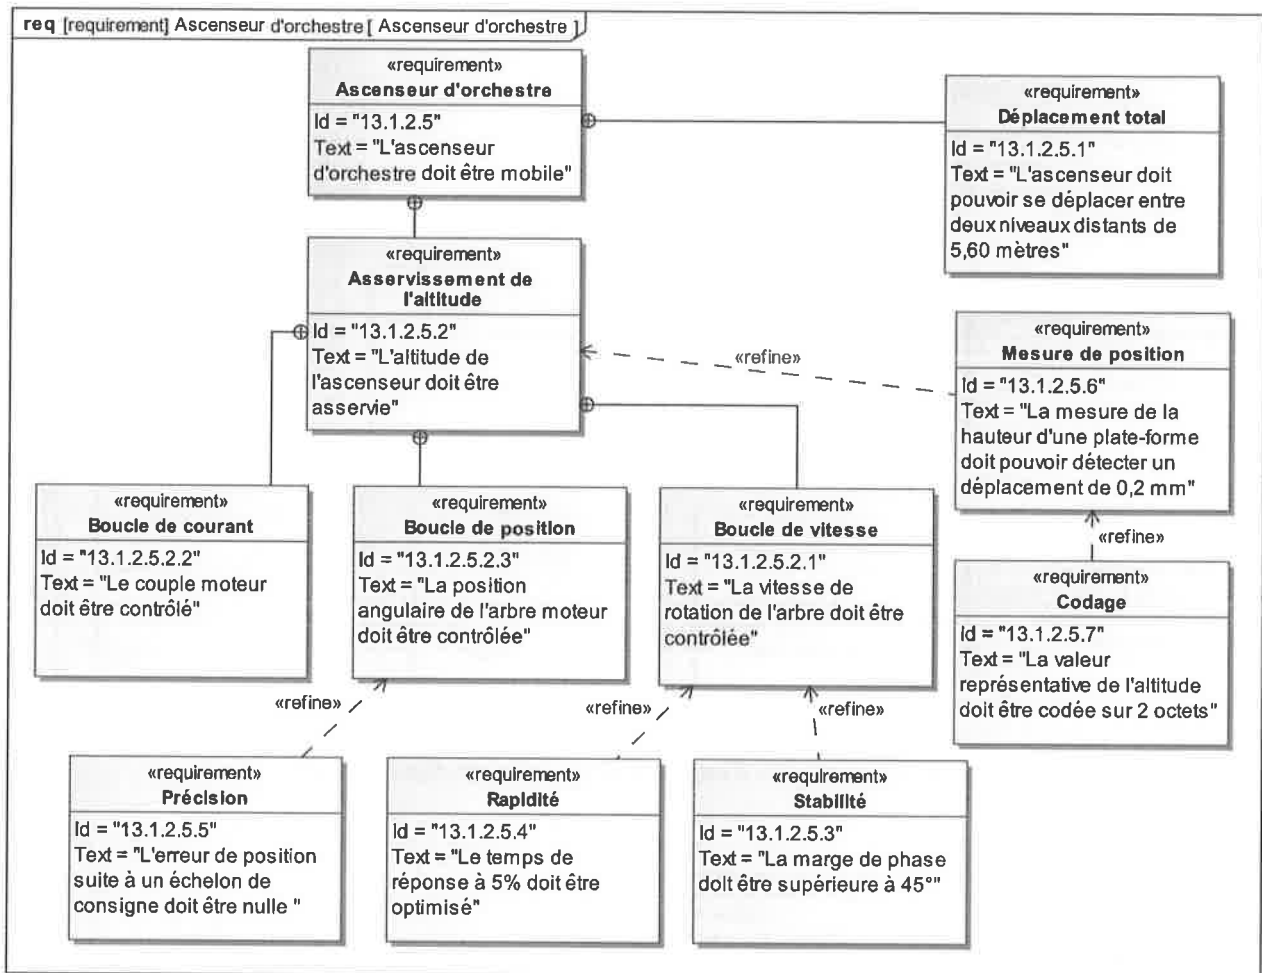 req [requirement] Ascenseur d'orchestre [ Ascenseur d'orchestre ]
«requirement»
Ascenseur d'orchestre
Id = "13.1.2.5"
Text = "L'ascenseur
d'orchestre doit être mobile"
«requirement»
Déplacement total
Id = "13.1.2.5.1"
Text = "L'ascenseur doit
pouvoir se déplacer entre
deux niveaux distants de
5,60 mètres"
«requirement»
Asservissement de
l'altitude
Id = "13.1.2.5.2"
Text = "L'altitude de
l'ascenseur doit être
asservie"
«refine»
«requirement»
Mesure de position
Id = "13.1.2.5.6"
Text = "La mesure de la
hauteur d'une plate-forme
doit pouvoir détecter un
déplacement de 0,2 mm"
«requirement»
Boucle de courant
Id = "13.1.2.5.2.2"
Text = "Le couple moteur
doit être contrôlé"
«requirement»
Boucle de position
Id = "13.1.2.5.2.3"
Text = "La position
angulaire de l'arbre moteur
doit être contrôlée"
«requirement»
Boucle de vitesse
Id = "13.1.2.5.2.1"
Text = "La vitesse de
rotation de l'arbre doit être
contrôlée"
«refine»
«requirement»
Codage
Id = "13.1.2.5.7"
Text = "La valeur
représentative de l'altitude
doit être codée sur 2 octets"
«refine»
«refine»
«refine»
«requirement»
Précision
Id = "13.1.2.5.5"
Text = "L'erreur de position
suite à un échelon de
consigne doit être nulle "
«requirement»
Rapidité
Id = "13.1.2.5.4"
Text = "Le temps de
réponse à 5% doit être
optimisé"
«requirement»
Stabilité
Id = "13.1.2.5.3"
Text = "La marge de phase
doit être supérieure à 45°"